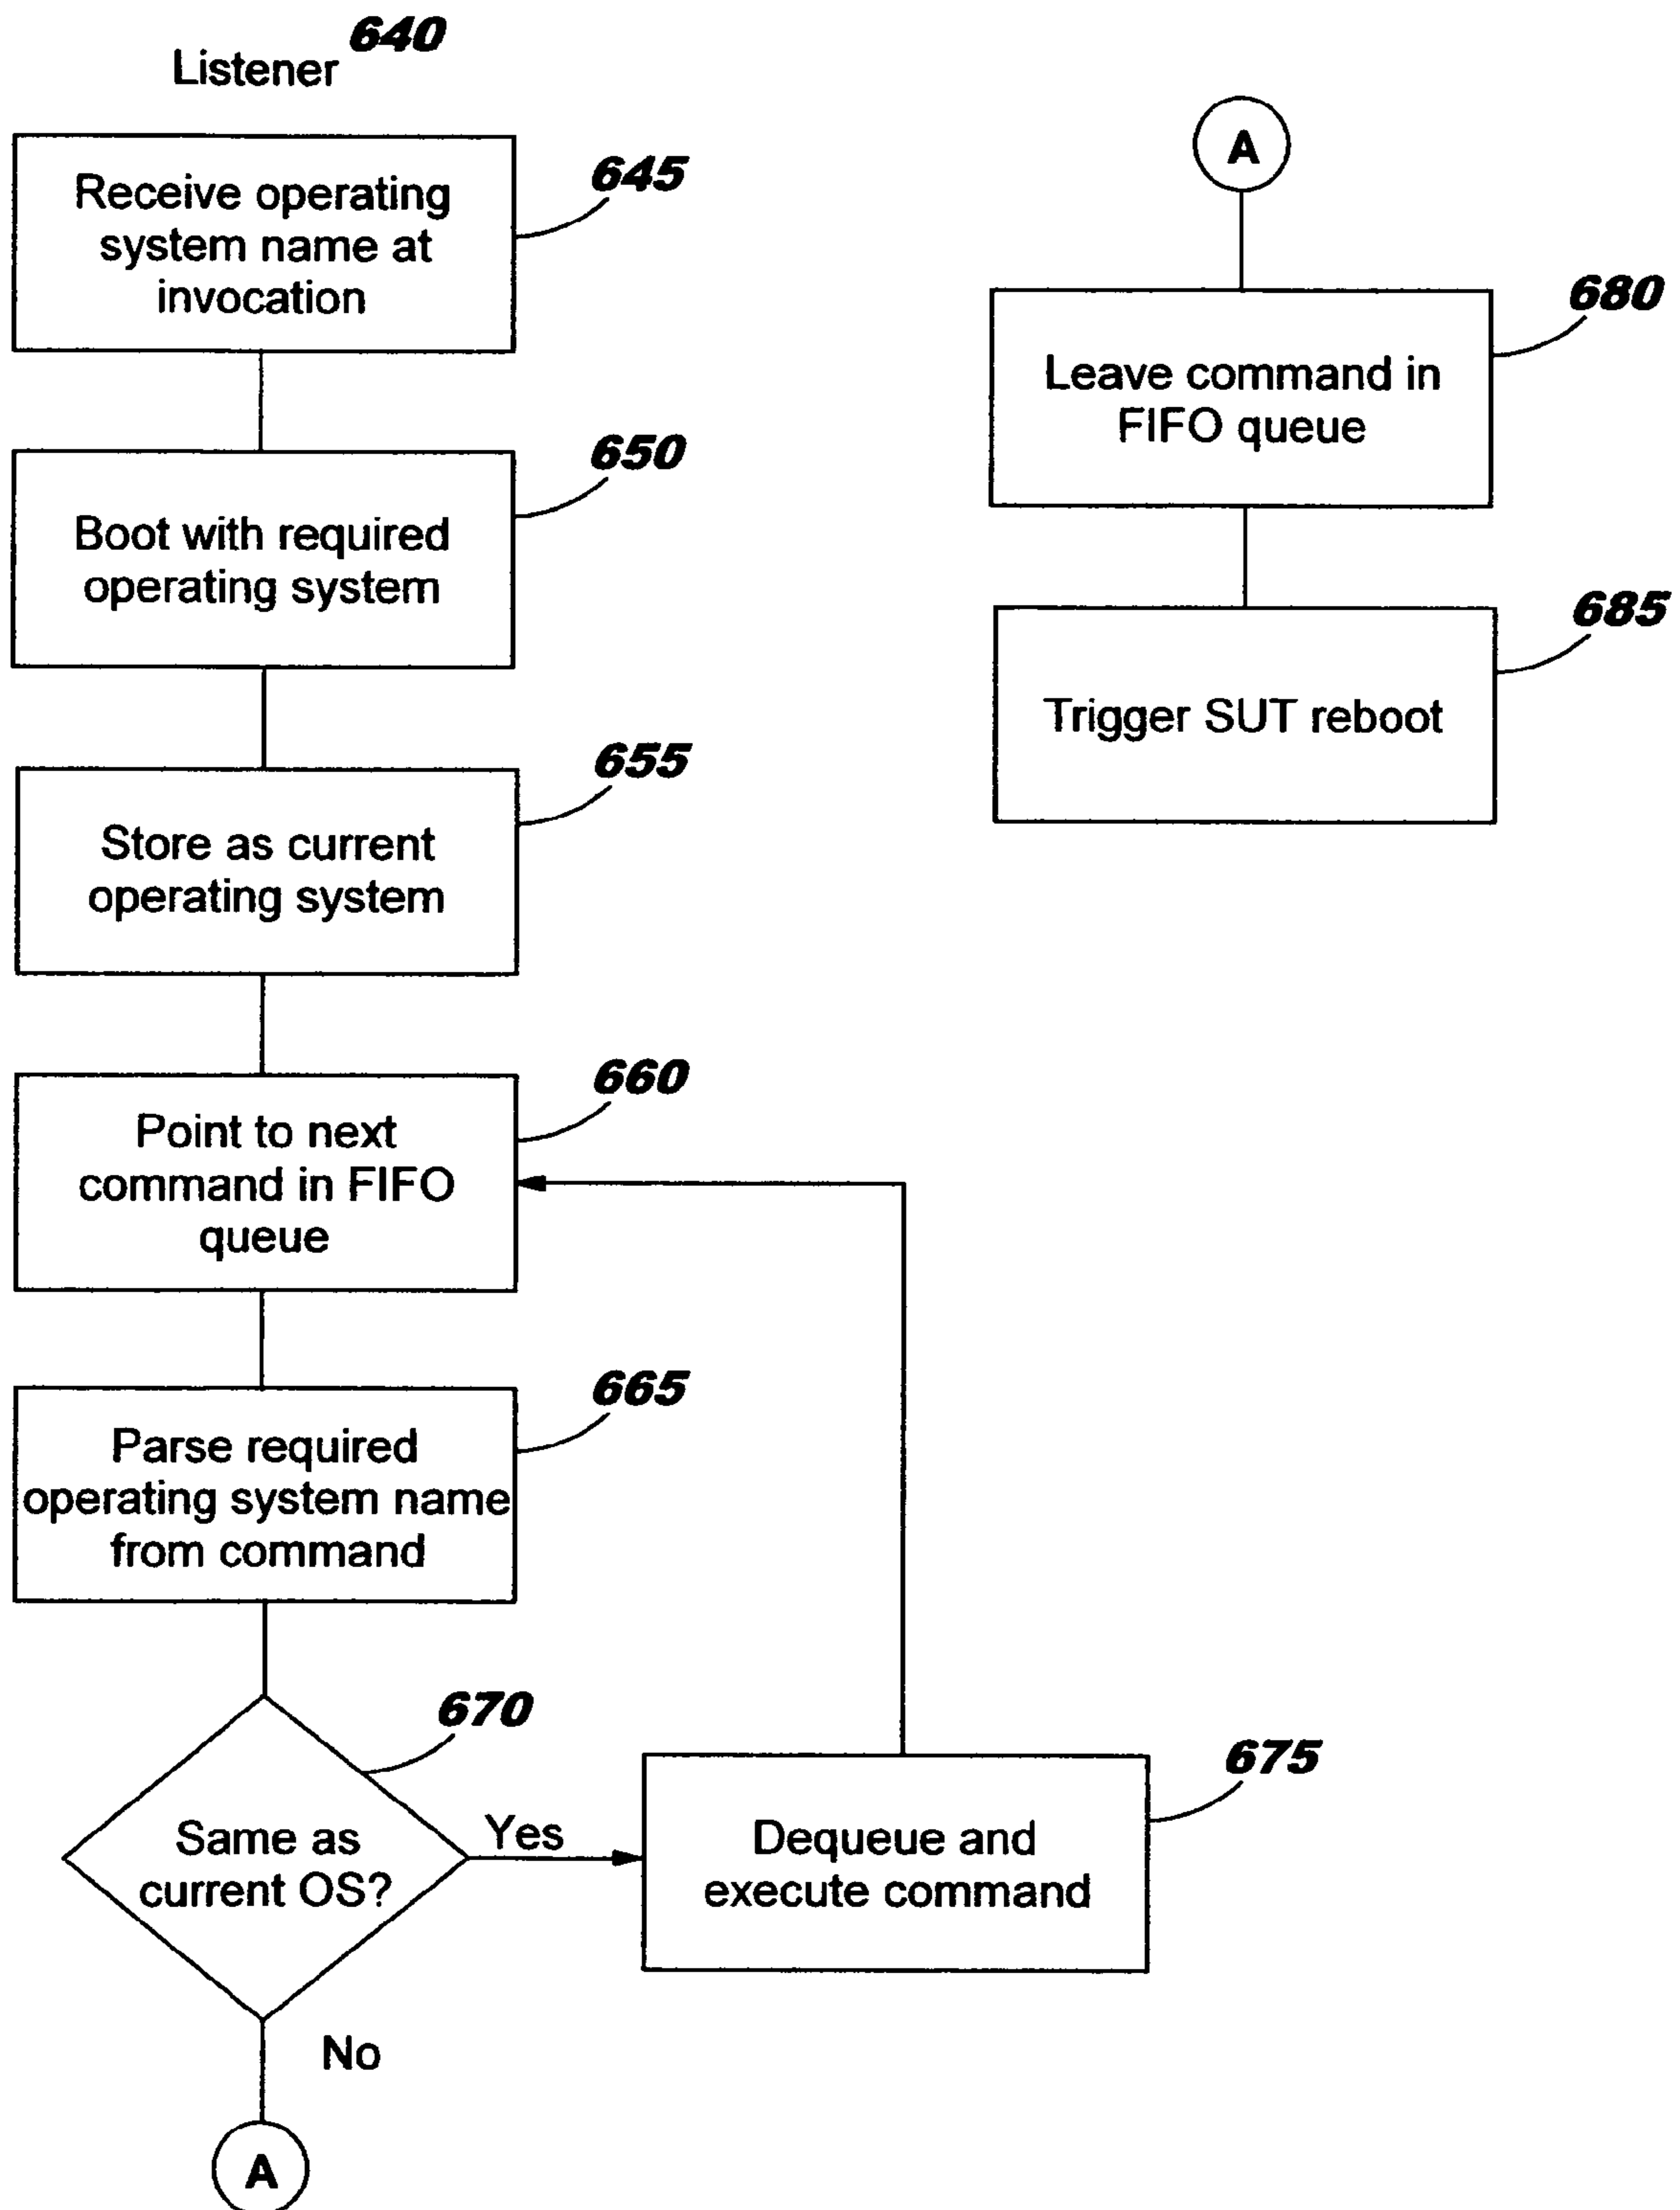 Listener 640
Receive operating
system name at
invocation
645
Boot with required
operating system
650
Store as current
operating system
655
Point to next
command in FIFO
queue
660
Parse required
operating system name
from command
665
Same as
current OS?
670
Yes
Dequeue and
execute command
675
No
A
A
Leave command in
FIFO queue
680
Trigger SUT reboot
685